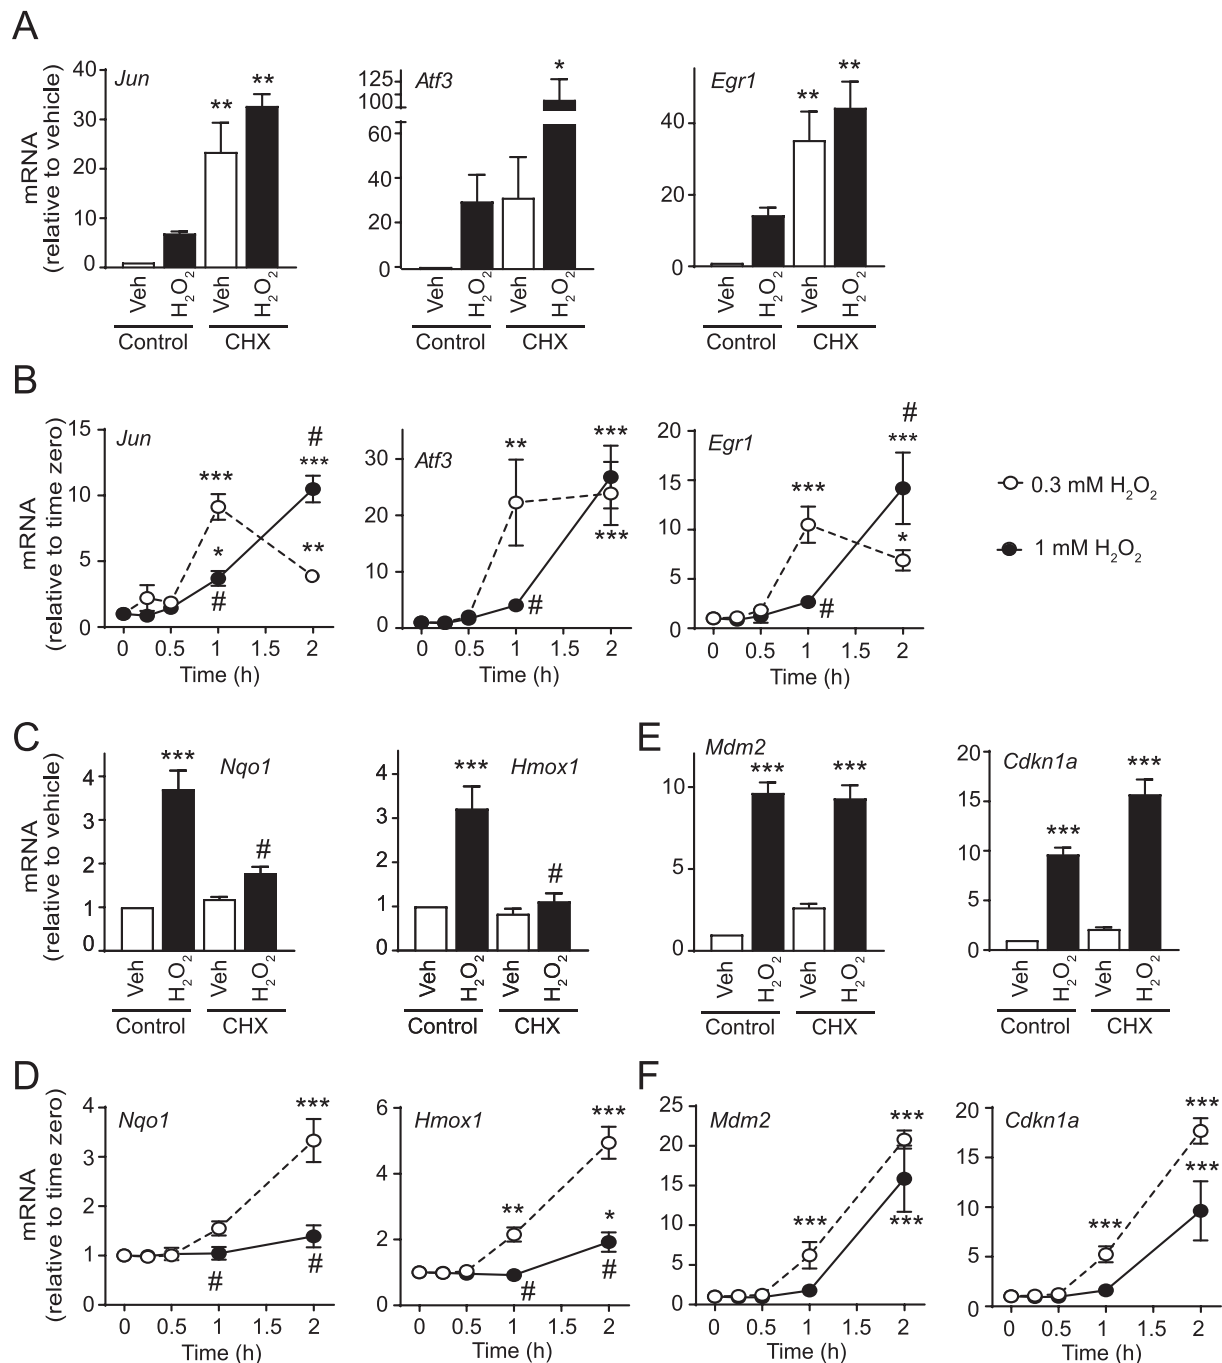 A
mRNA
(relative to vehicle)
Jun
40
30
20
10
0
**
**
Veh
H2O2
Veh
H2O2
Control
CHX
Atf3
125
100
60
40
20
0
*
Veh
H2O2
Veh
H2O2
Control
CHX
Egr1
40
20
0
**
**
Veh
H2O2
Veh
H2O2
Control
CHX
B
mRNA
(relative to time zero)
Jun
15
10
5
0
***
*
#
#
***
**
0 0.5 1 1.5 2
Time (h)
Atf3
30
20
10
0
**
#
***
***
0 0.5 1 1.5 2
Time (h)
Egr1
20
15
10
5
0
***
#
#
***
*
0 0.5 1 1.5 2
Time (h)
0.3 mM H2O2
1 mM H2O2
C
mRNA
(relative to vehicle)
Nqo1
4
3
2
1
0
***
#
Veh
H2O2
Veh
H2O2
Control
CHX
Hmox1
4
3
2
1
0
***
#
Veh
H2O2
Veh
H2O2
Control
CHX
E
Mdm2
10
5
0
***
***
Veh
H2O2
Veh
H2O2
Control
CHX
Cdkn1a
20
15
10
5
0
***
***
Veh
H2O2
Veh
H2O2
Control
CHX
D
mRNA
(relative to time zero)
Nqo1
4
3
2
1
0
***
#
#
0 0.5 1 1.5 2
Time (h)
Hmox1
6
4
2
0
**
#
***
*
#
0 0.5 1 1.5 2
Time (h)
F
Mdm2
25
20
15
10
5
0
***
***
***
0 0.5 1 1.5 2
Time (h)
Cdkn1a
20
15
10
5
0
***
***
***
0 0.5 1 1.5 2
Time (h)